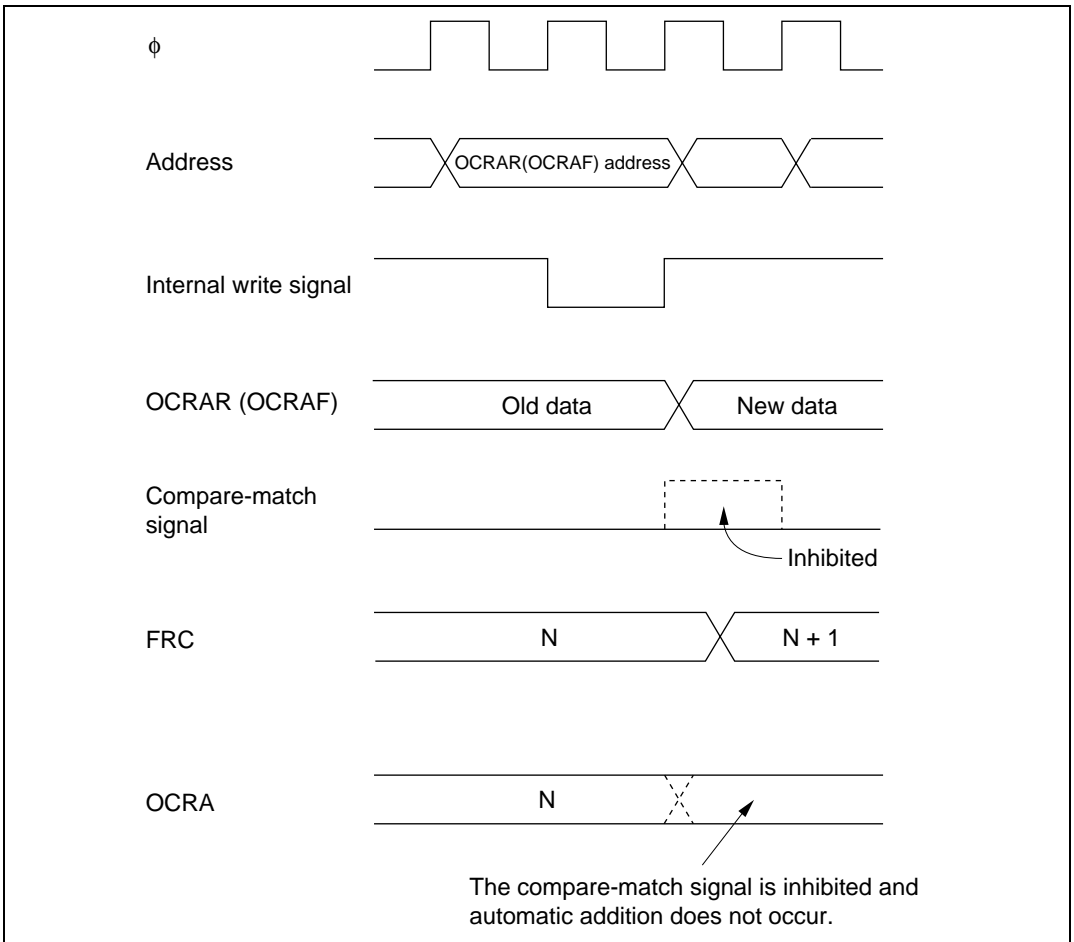 ϕ
Address
OCRAR(OCRAF) address
Internal write signal
OCRAR (OCRAF)
Old data
New data
Compare-match
signal
Inhibited
FRC
N
N + 1
OCRA
N
The compare-match signal is inhibited and
automatic addition does not occur.